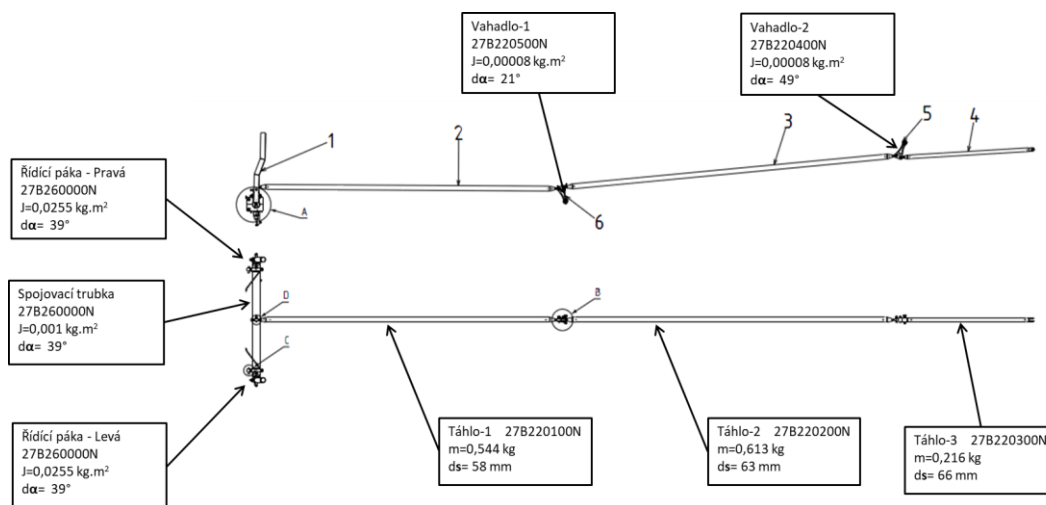 Vahadlo-1
27B220500N
J=0,00008 kg.m²
dα= 21°
Vahadlo-2
27B220400N
J=0,00008 kg.m²
dα= 49°
1
2
3
5
4
6
A
Řídící páka - Pravá
27B260000N
J=0,0255 kg.m²
dα= 39°
Spojovací trubka
27B260000N
J=0,001 kg.m²
dα= 39°
D
B
C
Řídící páka - Levá
27B260000N
J=0,0255 kg.m²
dα= 39°
Táhlo-1 27B220100N
m=0,544 kg
ds= 58 mm
Táhlo-2 27B220200N
m=0,613 kg
ds= 63 mm
Táhlo-3 27B220300N
m=0,216 kg
ds= 66 mm